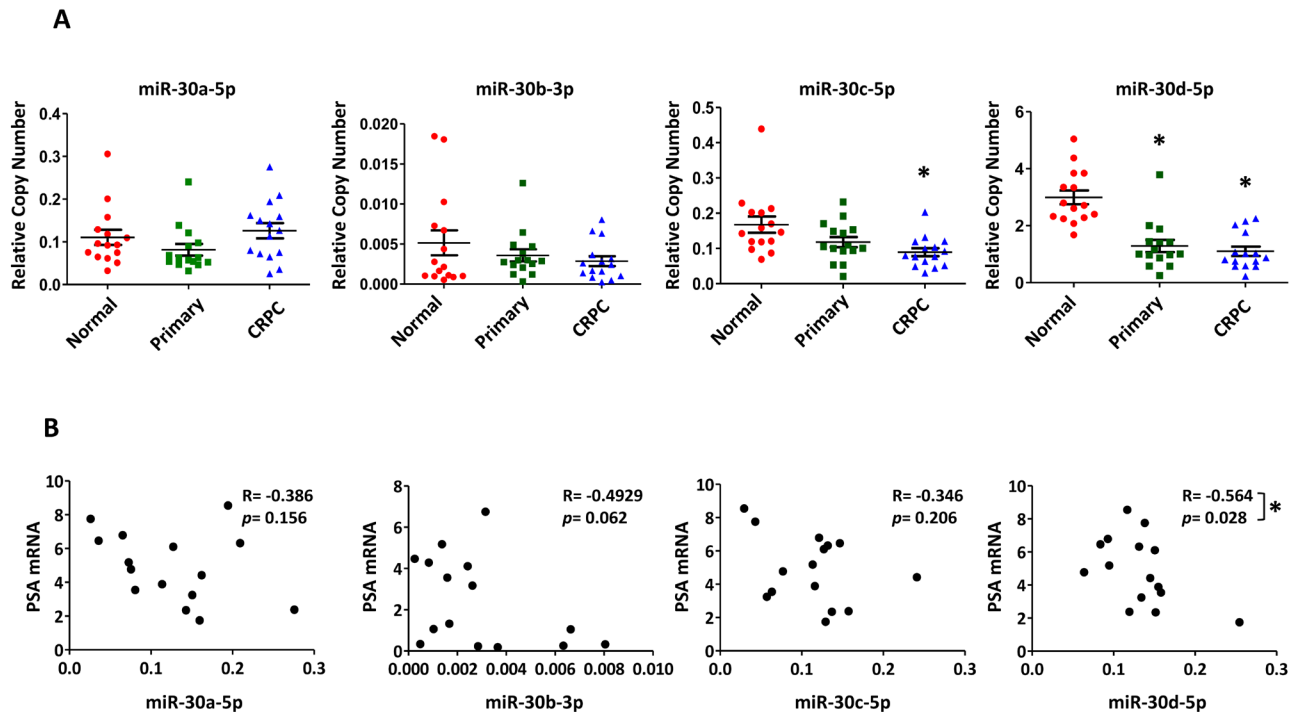 A
miR-30a-5p
Relative Copy Number
0.4
0.3
0.2
0.1
0.0
Normal
Primary
CRPC
miR-30b-3p
Relative Copy Number
0.020
0.015
0.010
0.005
0.000
Normal
Primary
CRPC
miR-30c-5p
Relative Copy Number
0.5
0.4
0.3
0.2
0.1
0.0
*
Normal
Primary
CRPC
miR-30d-5p
Relative Copy Number
6
4
2
0
*
*
Normal
Primary
CRPC
B
PSA mRNA
10
8
6
4
2
0
R= -0.386
p= 0.156
0.0 0.1 0.2 0.3
miR-30a-5p
PSA mRNA
8
6
4
2
0
R= -0.4929
p= 0.062
0.000 0.002 0.004 0.006 0.008 0.010
miR-30b-3p
PSA mRNA
10
8
6
4
2
0
R= -0.346
p= 0.206
0.0 0.1 0.2 0.3
miR-30c-5p
PSA mRNA
10
8
6
4
2
0
R= -0.564
p= 0.028
*
0.0 0.1 0.2 0.3
miR-30d-5p